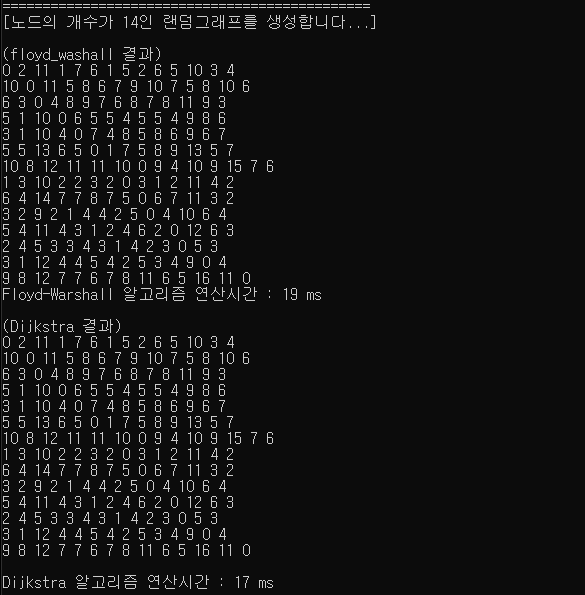 ==============================================
[노드의 개수가 14인 랜덤그래프를 생성합니다...]
(floyd_washall 결과)
0 2 11 1 7 6 1 5 2 6 5 10 3 4
10 0 11 5 8 6 7 9 10 7 5 8 10 6
6 3 0 4 8 9 7 6 8 7 8 11 9 3
5 1 10 0 6 5 5 4 5 5 4 9 8 6
3 1 10 4 0 7 4 8 5 8 6 9 6 7
5 5 13 6 5 0 1 7 5 8 9 13 5 7
10 8 12 11 11 10 0 9 4 10 9 15 7 6
1 3 10 2 2 3 2 0 3 1 2 11 4 2
6 4 14 7 7 8 7 5 0 6 7 11 3 2
3 2 9 2 1 4 4 2 5 0 4 10 6 4
5 4 11 4 3 1 2 4 6 2 0 12 6 3
2 4 5 3 3 4 3 1 4 2 3 0 5 3
3 1 12 4 4 5 4 2 5 3 4 9 0 4
9 8 12 7 7 6 7 8 11 6 5 16 11 0
Floyd-Warshall 알고리즘 연산시간 : 19 ms
(Dijkstra 결과)
0 2 11 1 7 6 1 5 2 6 5 10 3 4
10 0 11 5 8 6 7 9 10 7 5 8 10 6
6 3 0 4 8 9 7 6 8 7 8 11 9 3
5 1 10 0 6 5 5 4 5 5 4 9 8 6
3 1 10 4 0 7 4 8 5 8 6 9 6 7
5 5 13 6 5 0 1 7 5 8 9 13 5 7
10 8 12 11 11 10 0 9 4 10 9 15 7 6
1 3 10 2 2 3 2 0 3 1 2 11 4 2
6 4 14 7 7 8 7 5 0 6 7 11 3 2
3 2 9 2 1 4 4 2 5 0 4 10 6 4
5 4 11 4 3 1 2 4 6 2 0 12 6 3
2 4 5 3 3 4 3 1 4 2 3 0 5 3
3 1 12 4 4 5 4 2 5 3 4 9 0 4
9 8 12 7 7 6 7 8 11 6 5 16 11 0
Dijkstra 알고리즘 연산시간 : 17 ms